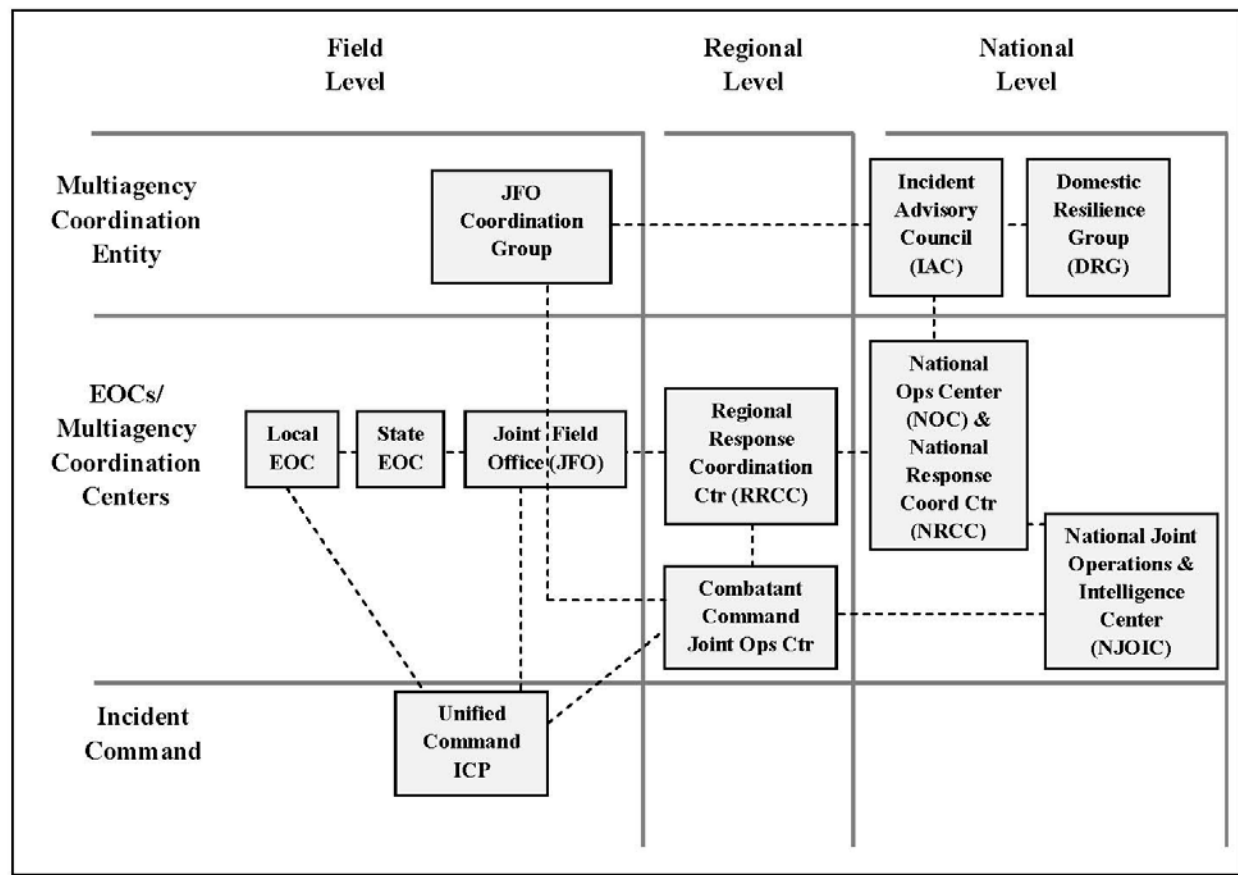 Field
Level
Regional
Level
National
Level
Multiagency
Coordination
Entity
JFO
Coordination
Group
Incident
Advisory
Council
(IAC)
Domestic
Resilience
Group
(DRG)
EOCs/
Multiagency
Coordination
Centers
Local
EOC
State
EOC
Joint Field
Office (JFO)
Regional
Response
Coordination
Ctr (RRCC)
National
Ops Center
(NOC) &
National
Response
Coord Ctr
(NRCC)
National Joint
Operations &
Intelligence
Center
(NJOIC)
Combatant
Command
Joint Ops Ctr
Incident
Command
Unified
Command
ICP